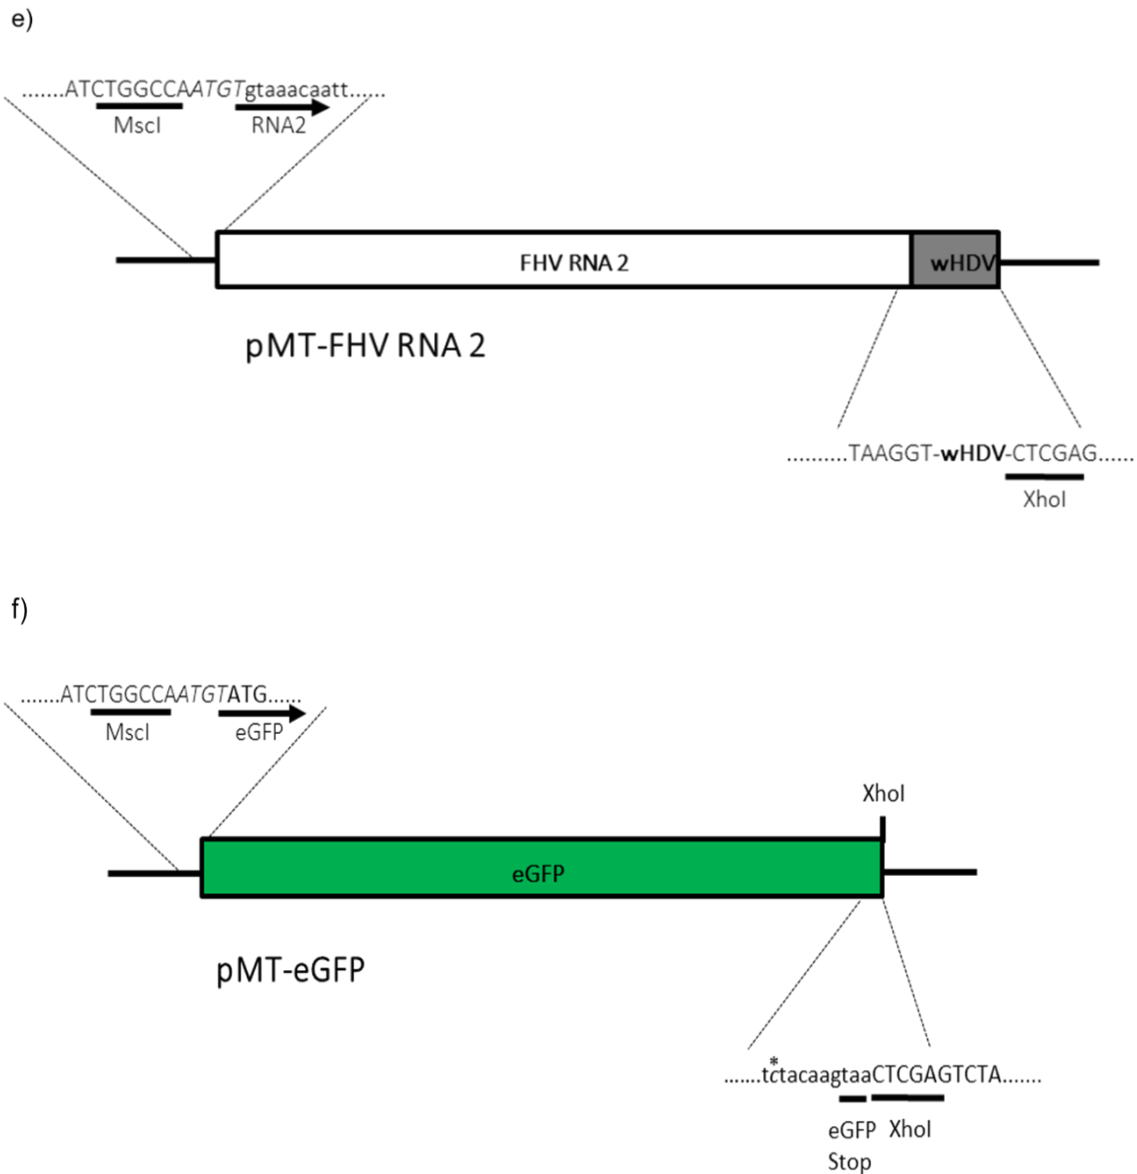 e)
.......ATCTGGCCAATGTgtaaacaatt......
MscI RNA2
FHV RNA 2 wHDV
pMT-FHV RNA 2
..........TAAGGT-wHDV-CTCGAG......
XhoI
f)
.......ATCTGGCCAATGTATG......
MscI eGFP
XhoI
eGFP
pMT-eGFP
*
.......tctacaagtaaCTCGAGTCTA.......
eGFP XhoI
Stop